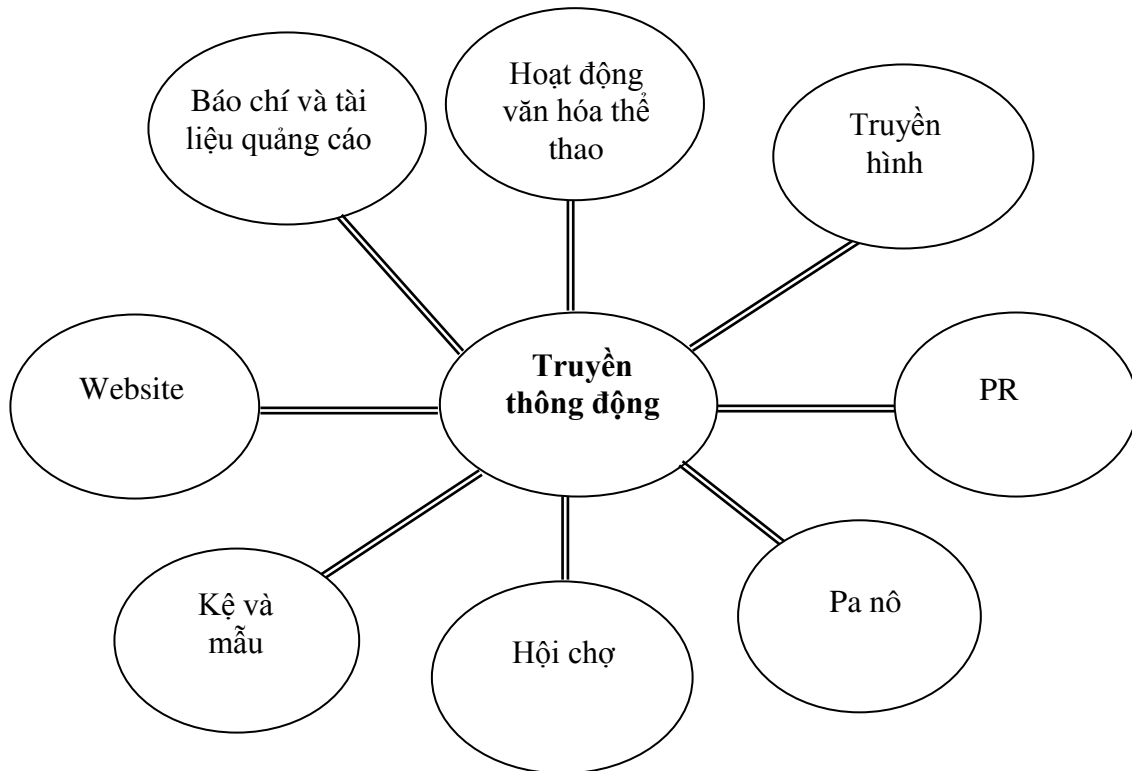 Báo chí và tài
liệu quảng cáo
Hoạt động
văn hóa thể
thao
Truyền
hình
Website
Truyền
thông động
PR
Kệ và
mẫu
Hội chợ
Pa nô